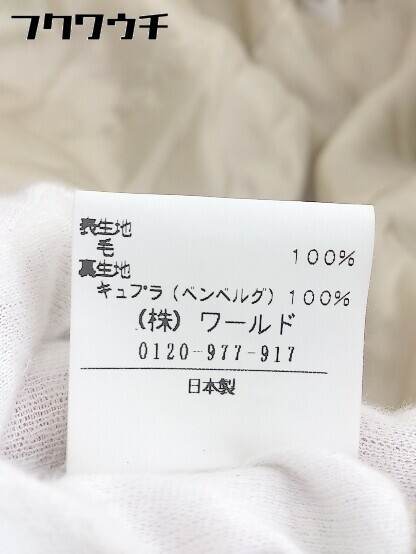 フクワウチ
表生地
毛 100%
裏生地
キュプラ(ベンベルグ) 100%
(株) ワールド
0120-977-917
日本製